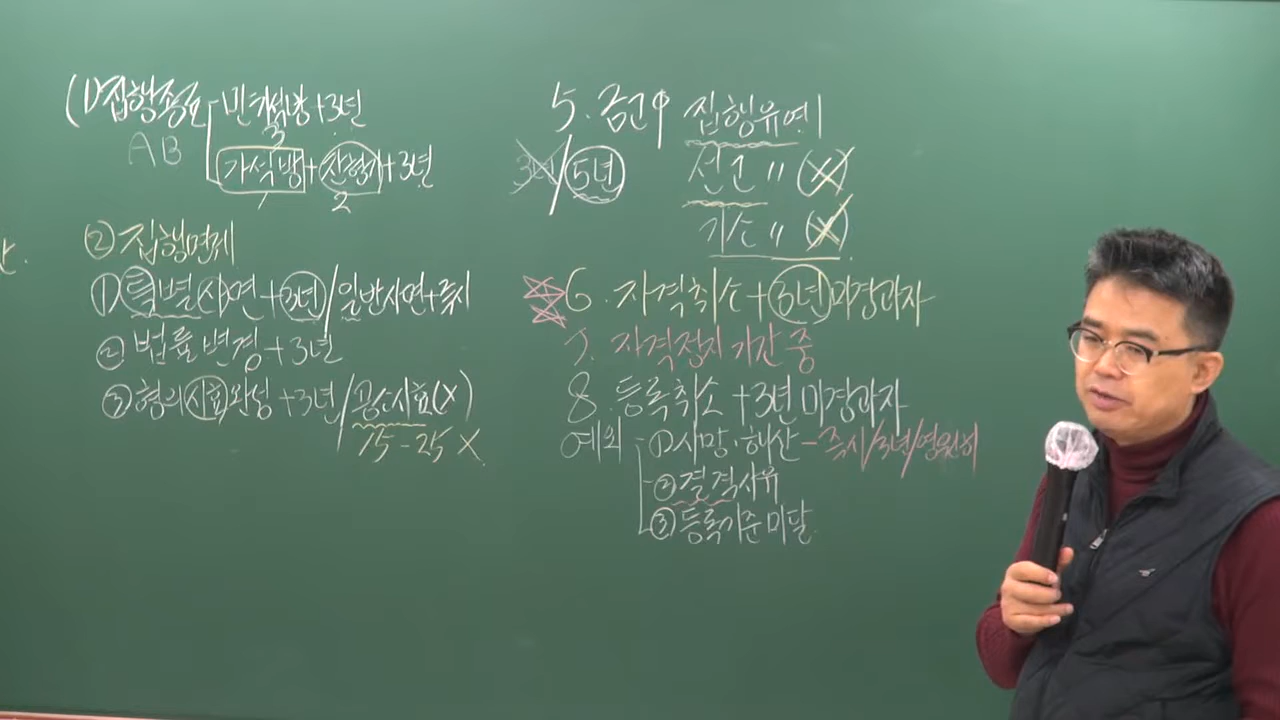 (1) 집행종료 - 만기석방 + 3년
3
AB
가석방 + 잔형기 + 3년
1 2
② 집행면제
① 특별사면 + 3년 / 일반사면 + 즉시
② 법률변경 + 3년
③ 형의 시효 완성 + 3년 / 공소시효 (X)
15 - 25 X
5. 금고↑ 집행유예
3년 / 5년
선고 〃 (X)
기소 〃 (X)
6. 자격취소 + 3년 미경과자
7. 자격정지 기간 중
8. 등록취소 + 3년 미경과자
예외 - ① 사망·해산 - 즉시/3년/영원히
② 결격사유
③ 등록기준 미달